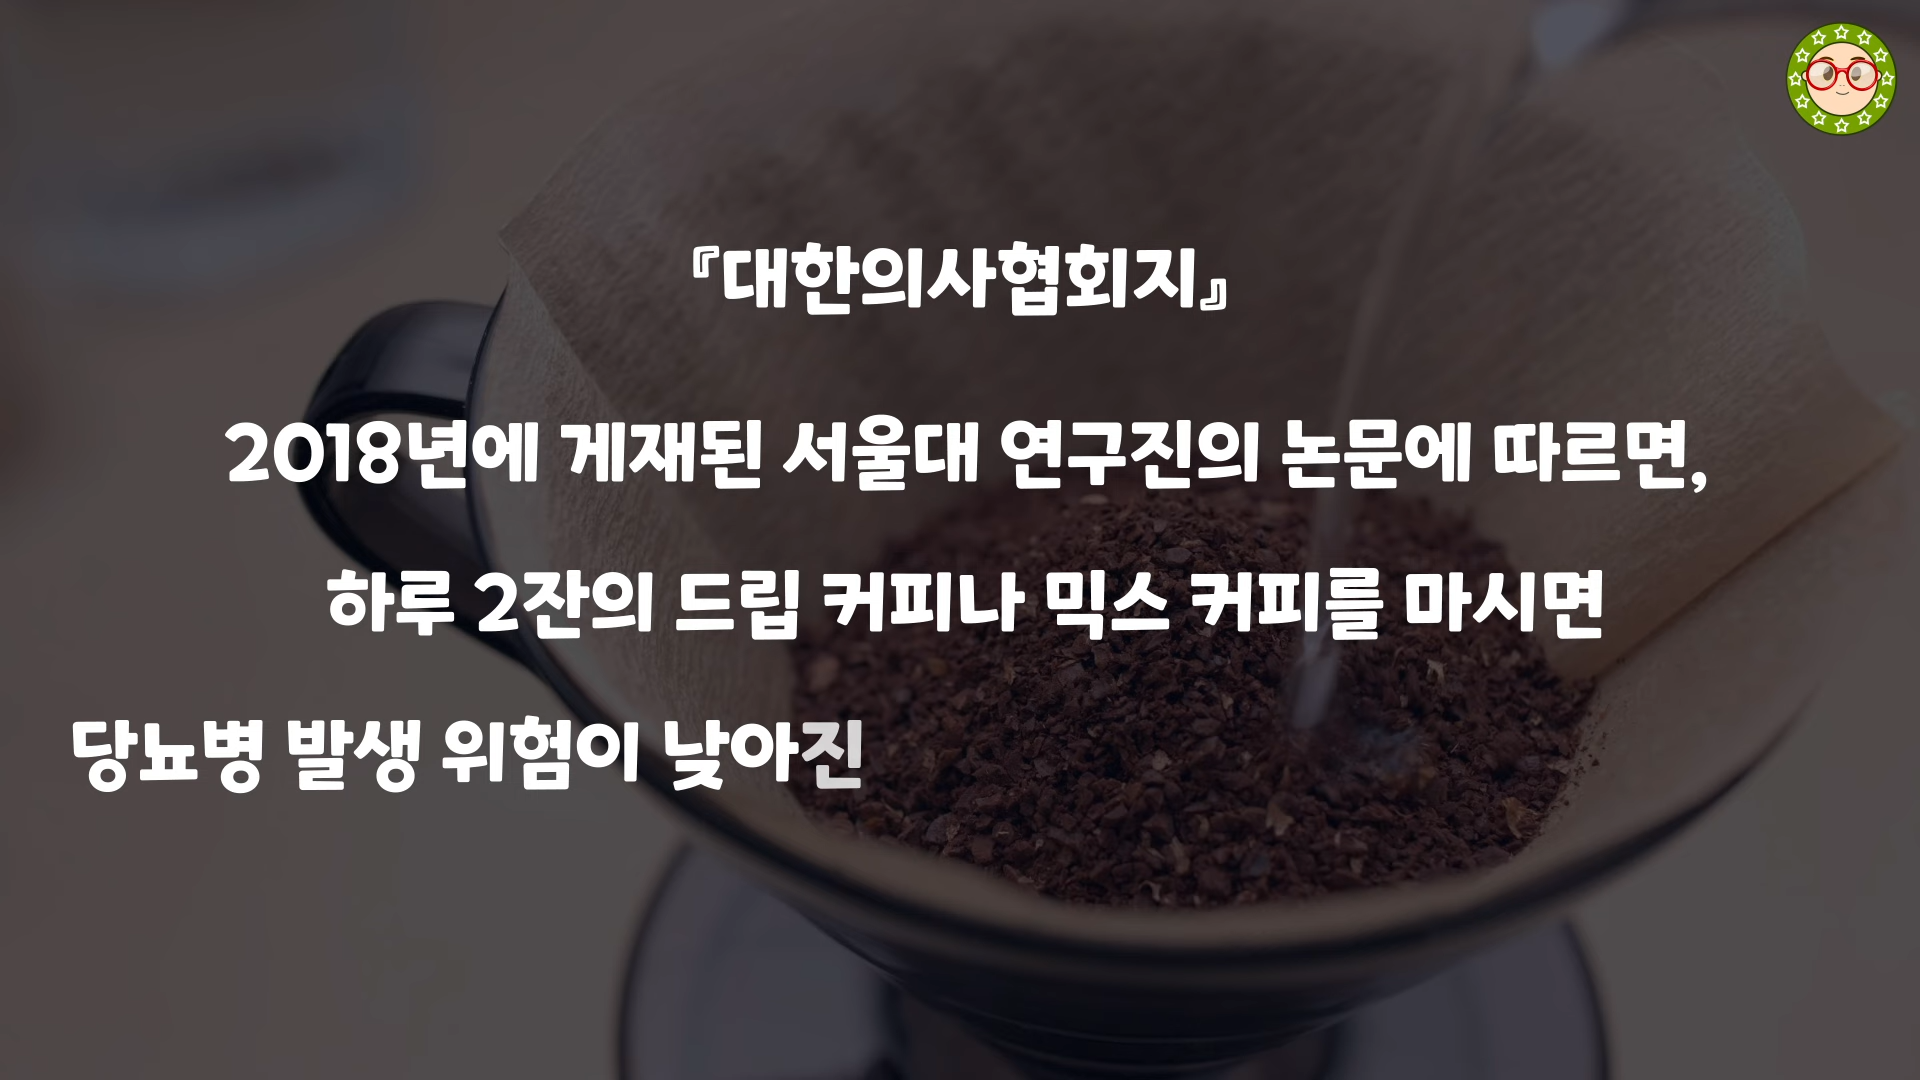 『대한의사협회지』
2018년에 게재된 서울대 연구진의 논문에 따르면,
하루 2잔의 드립 커피나 믹스 커피를 마시면
당뇨병 발생 위험이 낮아진